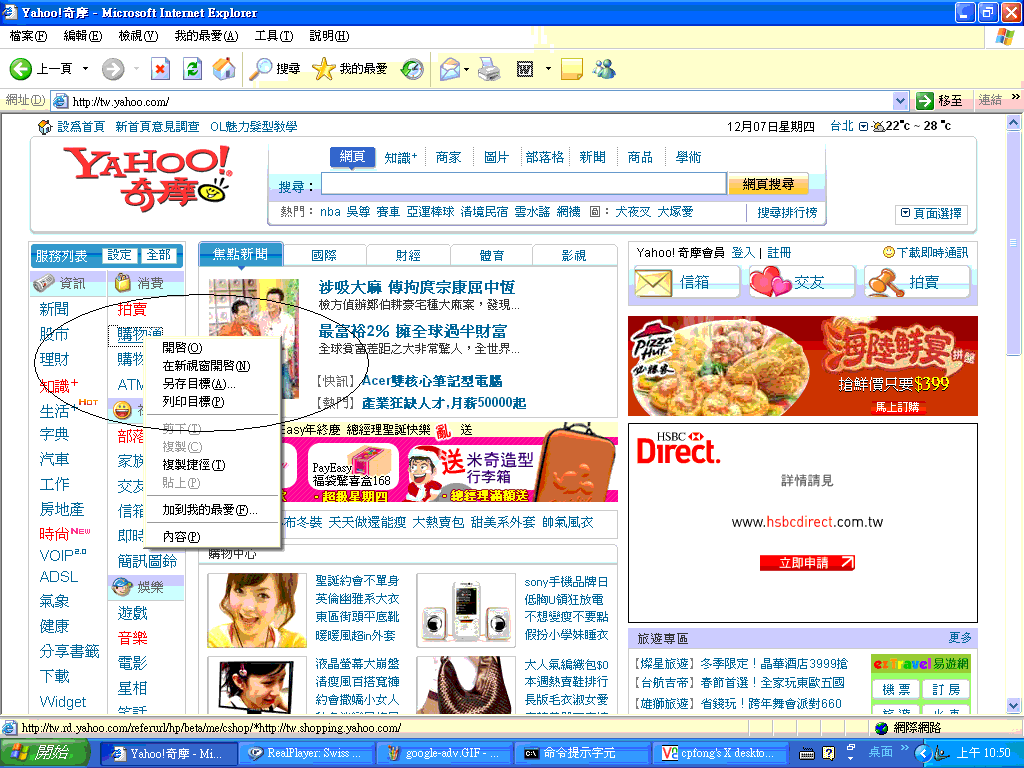 Yahoo!奇摩 - Microsoft Internet Explorer
檔案(F) 編輯(E) 檢視(V) 我的最愛(A) 工具(T) 說明(H)
上一頁 搜尋 我的最愛
網址(D) http://tw.yahoo.com/ 移至 連結 »
設為首頁 新首頁意見調查 OL魅力髮型教學 12月07日星期四 台北 22°c ~ 28 °c
YAHOO!
奇摩
網頁 知識+ 商家 圖片 部落格 新聞 商品 學術
搜尋： 網頁搜尋
熱門： nba 吳尊 賽車 亞運棒球 清境民宿 雲水謠 網襪 圖： 犬夜叉 大塚愛 搜尋排行榜
頁面選擇
服務列表 設定 全部
資訊 消費
新聞 拍賣
股市 購物通
理財 購物
知識+ ATM
生活+ HOT
字典 部落
汽車 家族
工作 交友
房地產 信箱
時尚 NEW 即時
VOIP2.0 簡訊圖鈴
ADSL 娛樂
氣象 遊戲
健康 音樂
分享書籤 電影
下載 星相
Widget 笑話
開啓(O)
在新視窗開啓(N)
另存目標(A)...
列印目標(P)
剪下(T)
複製(C)
複製捷徑(T)
貼上(P)
加到我的最愛(F)...
內容(P)
焦點新聞 國際 財經 體育 影視
涉吸大麻 傳拘廣宗康屈中恆
檢方偵辦鄭伯耕豪宅種大麻案，發現...
最富裕2% 擁全球過半財富
全球貧富差距之大非常驚人，全世界...
【快訊】Acer雙核心筆記型電腦
【熱門】產業狂缺人才,月薪50000起
Easy年終慶 總經理聖誕快樂 亂 送
PayEasy
福袋驚喜盒168
超級星期四
送 米奇造型
行李箱
總經理滿額送
布冬裝 天天做還能瘦 大熱賣包 甜美系外套 帥氣風衣
購物中心
聖誕約會不單身
英倫幽雅系大衣
東區街頭平底靴
暖暖風超in外套
sony手機品牌日
低胸U領狂放電
不想變瘦不要點
假扮小學妹睡衣
液晶螢幕大崩盤
清瘦風百搭寬褲
約會撒嬌小女人
大人氣編織包$0
本週熱賣鞋排行
長版毛衣淑女愛
Yahoo! 奇摩會員 登入 | 註冊 下載即時通訊
信箱 交友 拍賣
Pizza Hut
必勝客
海陸鮮宴 拼盤
搶鮮價只要$399
馬上訂購
HSBC
Direct.
詳情請見
www.hsbcdirect.com.tw
立即申請
旅遊專區 更多
【燦星旅遊】冬季限定！晶華酒店3999搶
【台航吉帝】春節首選！全家玩東歐五國
【雄獅旅遊】省錢玩！跨年舞會派對660
ezTravel易遊網
機票 訂房
旅遊 火車
http://tw.rd.yahoo.com/referurl/hp/beta/me/cshop/*http://tw.shopping.yahoo.com/ 網際網路
開始 Yahoo!奇摩 - Mi... RealPlayer: Swiss ... google-adv.GIF - ... 命令提示字元 cpfong's X deskto... 桌面 » 上午 10:50